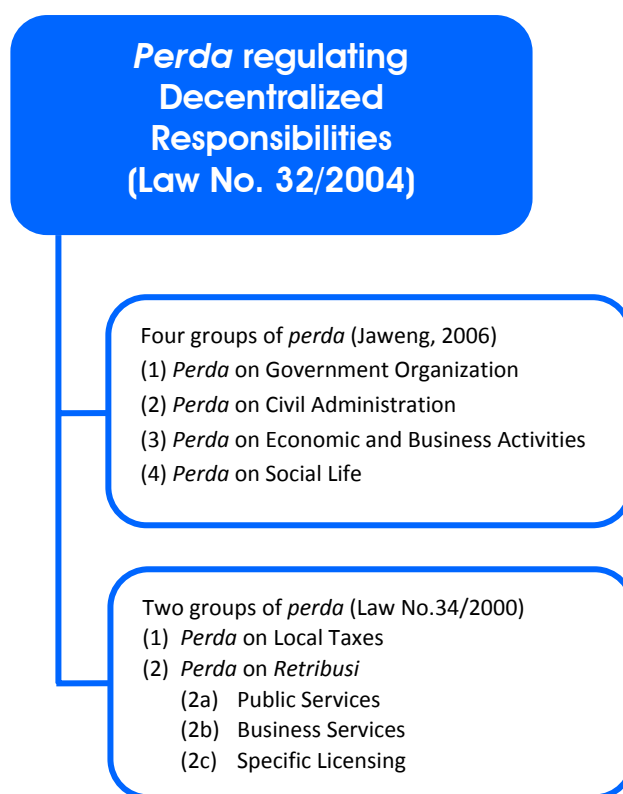 Perda regulating
Decentralized
Responsibilities
(Law No. 32/2004)
Four groups of perda (Jaweng, 2006)
(1) Perda on Government Organization
(2) Perda on Civil Administration
(3) Perda on Economic and Business Activities
(4) Perda on Social Life
Two groups of perda (Law No.34/2000)
(1) Perda on Local Taxes
(2) Perda on Retribusi
(2a) Public Services
(2b) Business Services
(2c) Specific Licensing